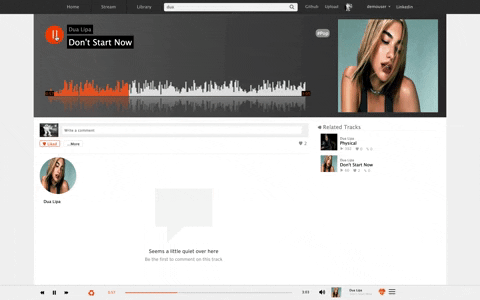 Home
Stream
Library
dua
Github
Upload
demouser
LinkedIn
Dua Lipa
Don't Start Now
#Pop
Write a comment
Liked
...More
2
Related Tracks
Dua Lipa
Physical
Dua Lipa
Don't Start Now
Dua Lipa
Seems a little quiet over here
Be the first to comment on this track
0:57
3:03
Dua Lipa
Don't Start Now